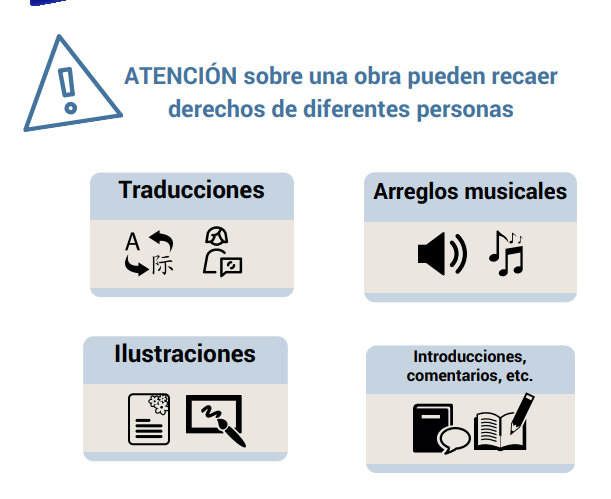 ATENCIÓN sobre una obra pueden recaer
derechos de diferentes personas
Traducciones
Arreglos musicales
A
际
Ilustraciones
Introducciones,
comentarios, etc.